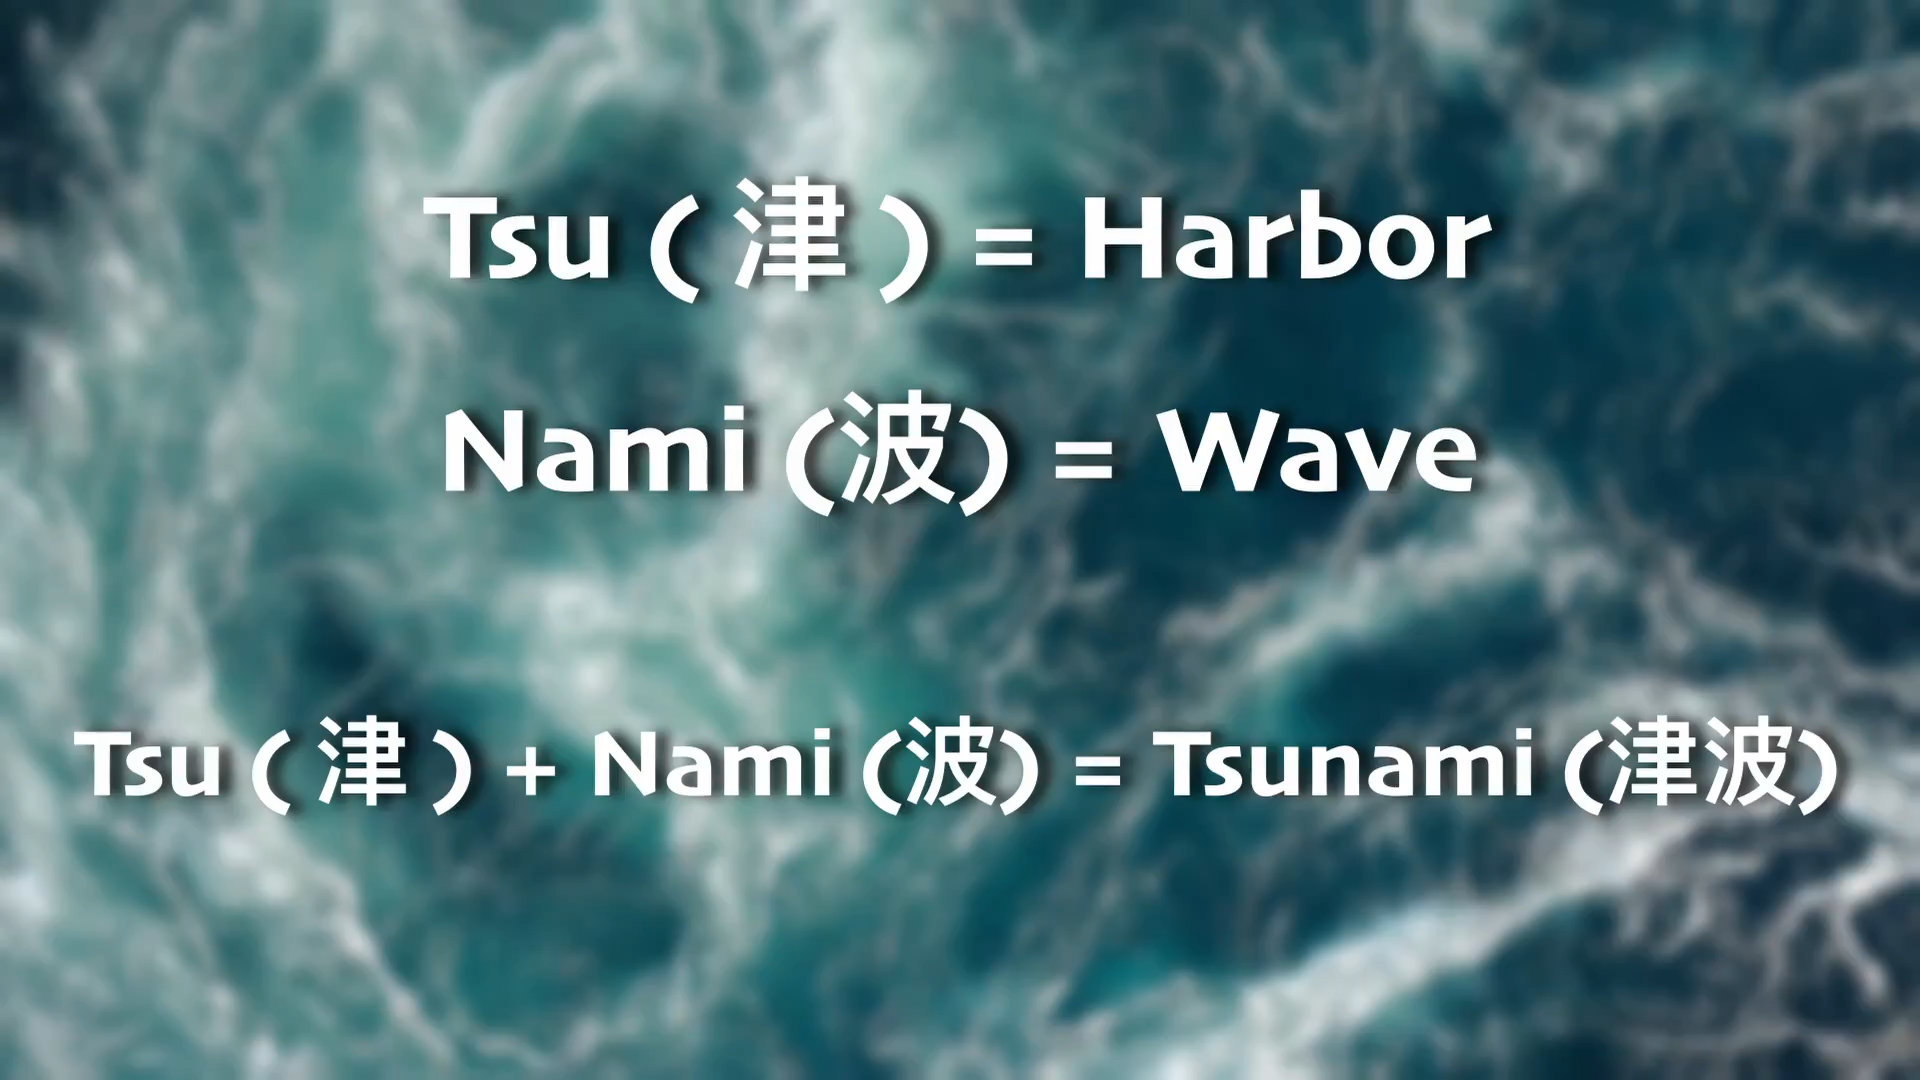 Tsu ( 津 ) = Harbor
Nami (波) = Wave
Tsu ( 津 ) + Nami (波) = Tsunami (津波)